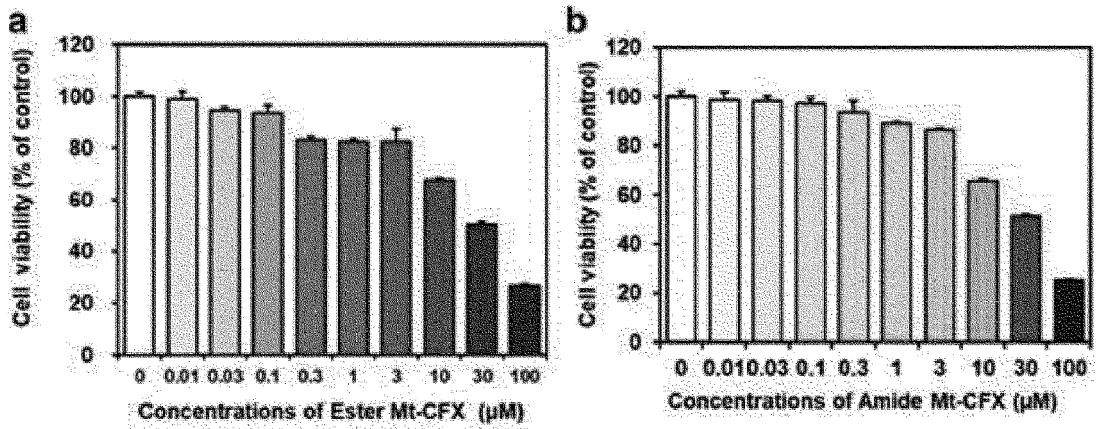 a
120
100
80
60
40
20
0
Cell viability (% of control)
0 0.01 0.03 0.1 0.3 1 3 10 30 100
Concentrations of Ester Mt-CFX (µM)
b
120
100
80
60
40
20
0
Cell viability (% of control)
0 0.01 0.03 0.1 0.3 1 3 10 30 100
Concentrations of Amide Mt-CFX (µM)